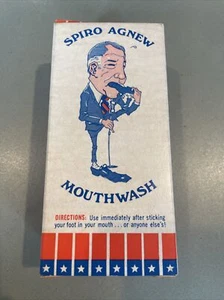 SPIRO AGNEW
MOUTHWASH
DIRECTIONS: Use immediately after sticking
your foot in your mouth ... or anyone else's!